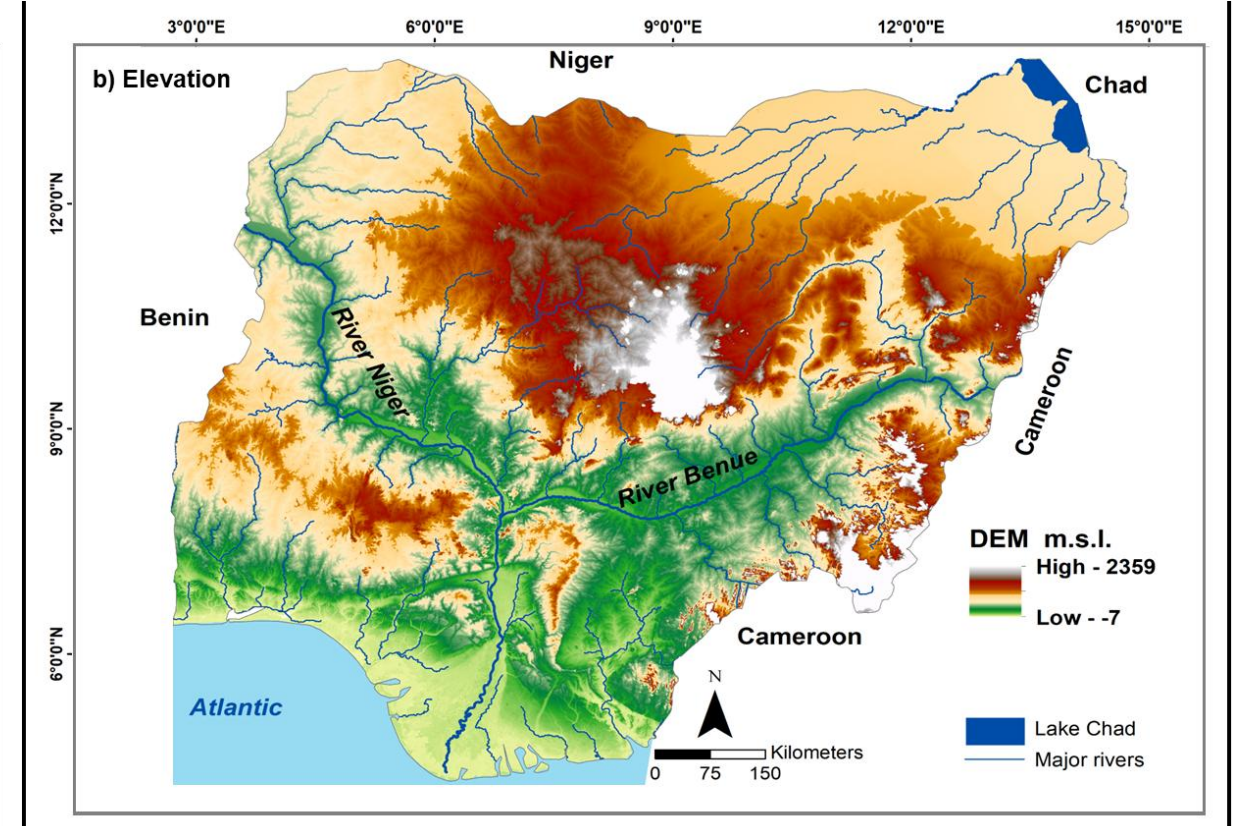 3°0'0"E 6°0'0"E 9°0'0"E 12°0'0"E 15°0'0"E
b) Elevation
Niger
Chad
12°0'0"N
Benin
River Niger
Cameroon
9°0'0"N
River Benue
DEM m.s.l.
High - 2359
Low - -7
Cameroon
6°0'0"N
N
Atlantic
Kilometers
0 75 150
Lake Chad
Major rivers